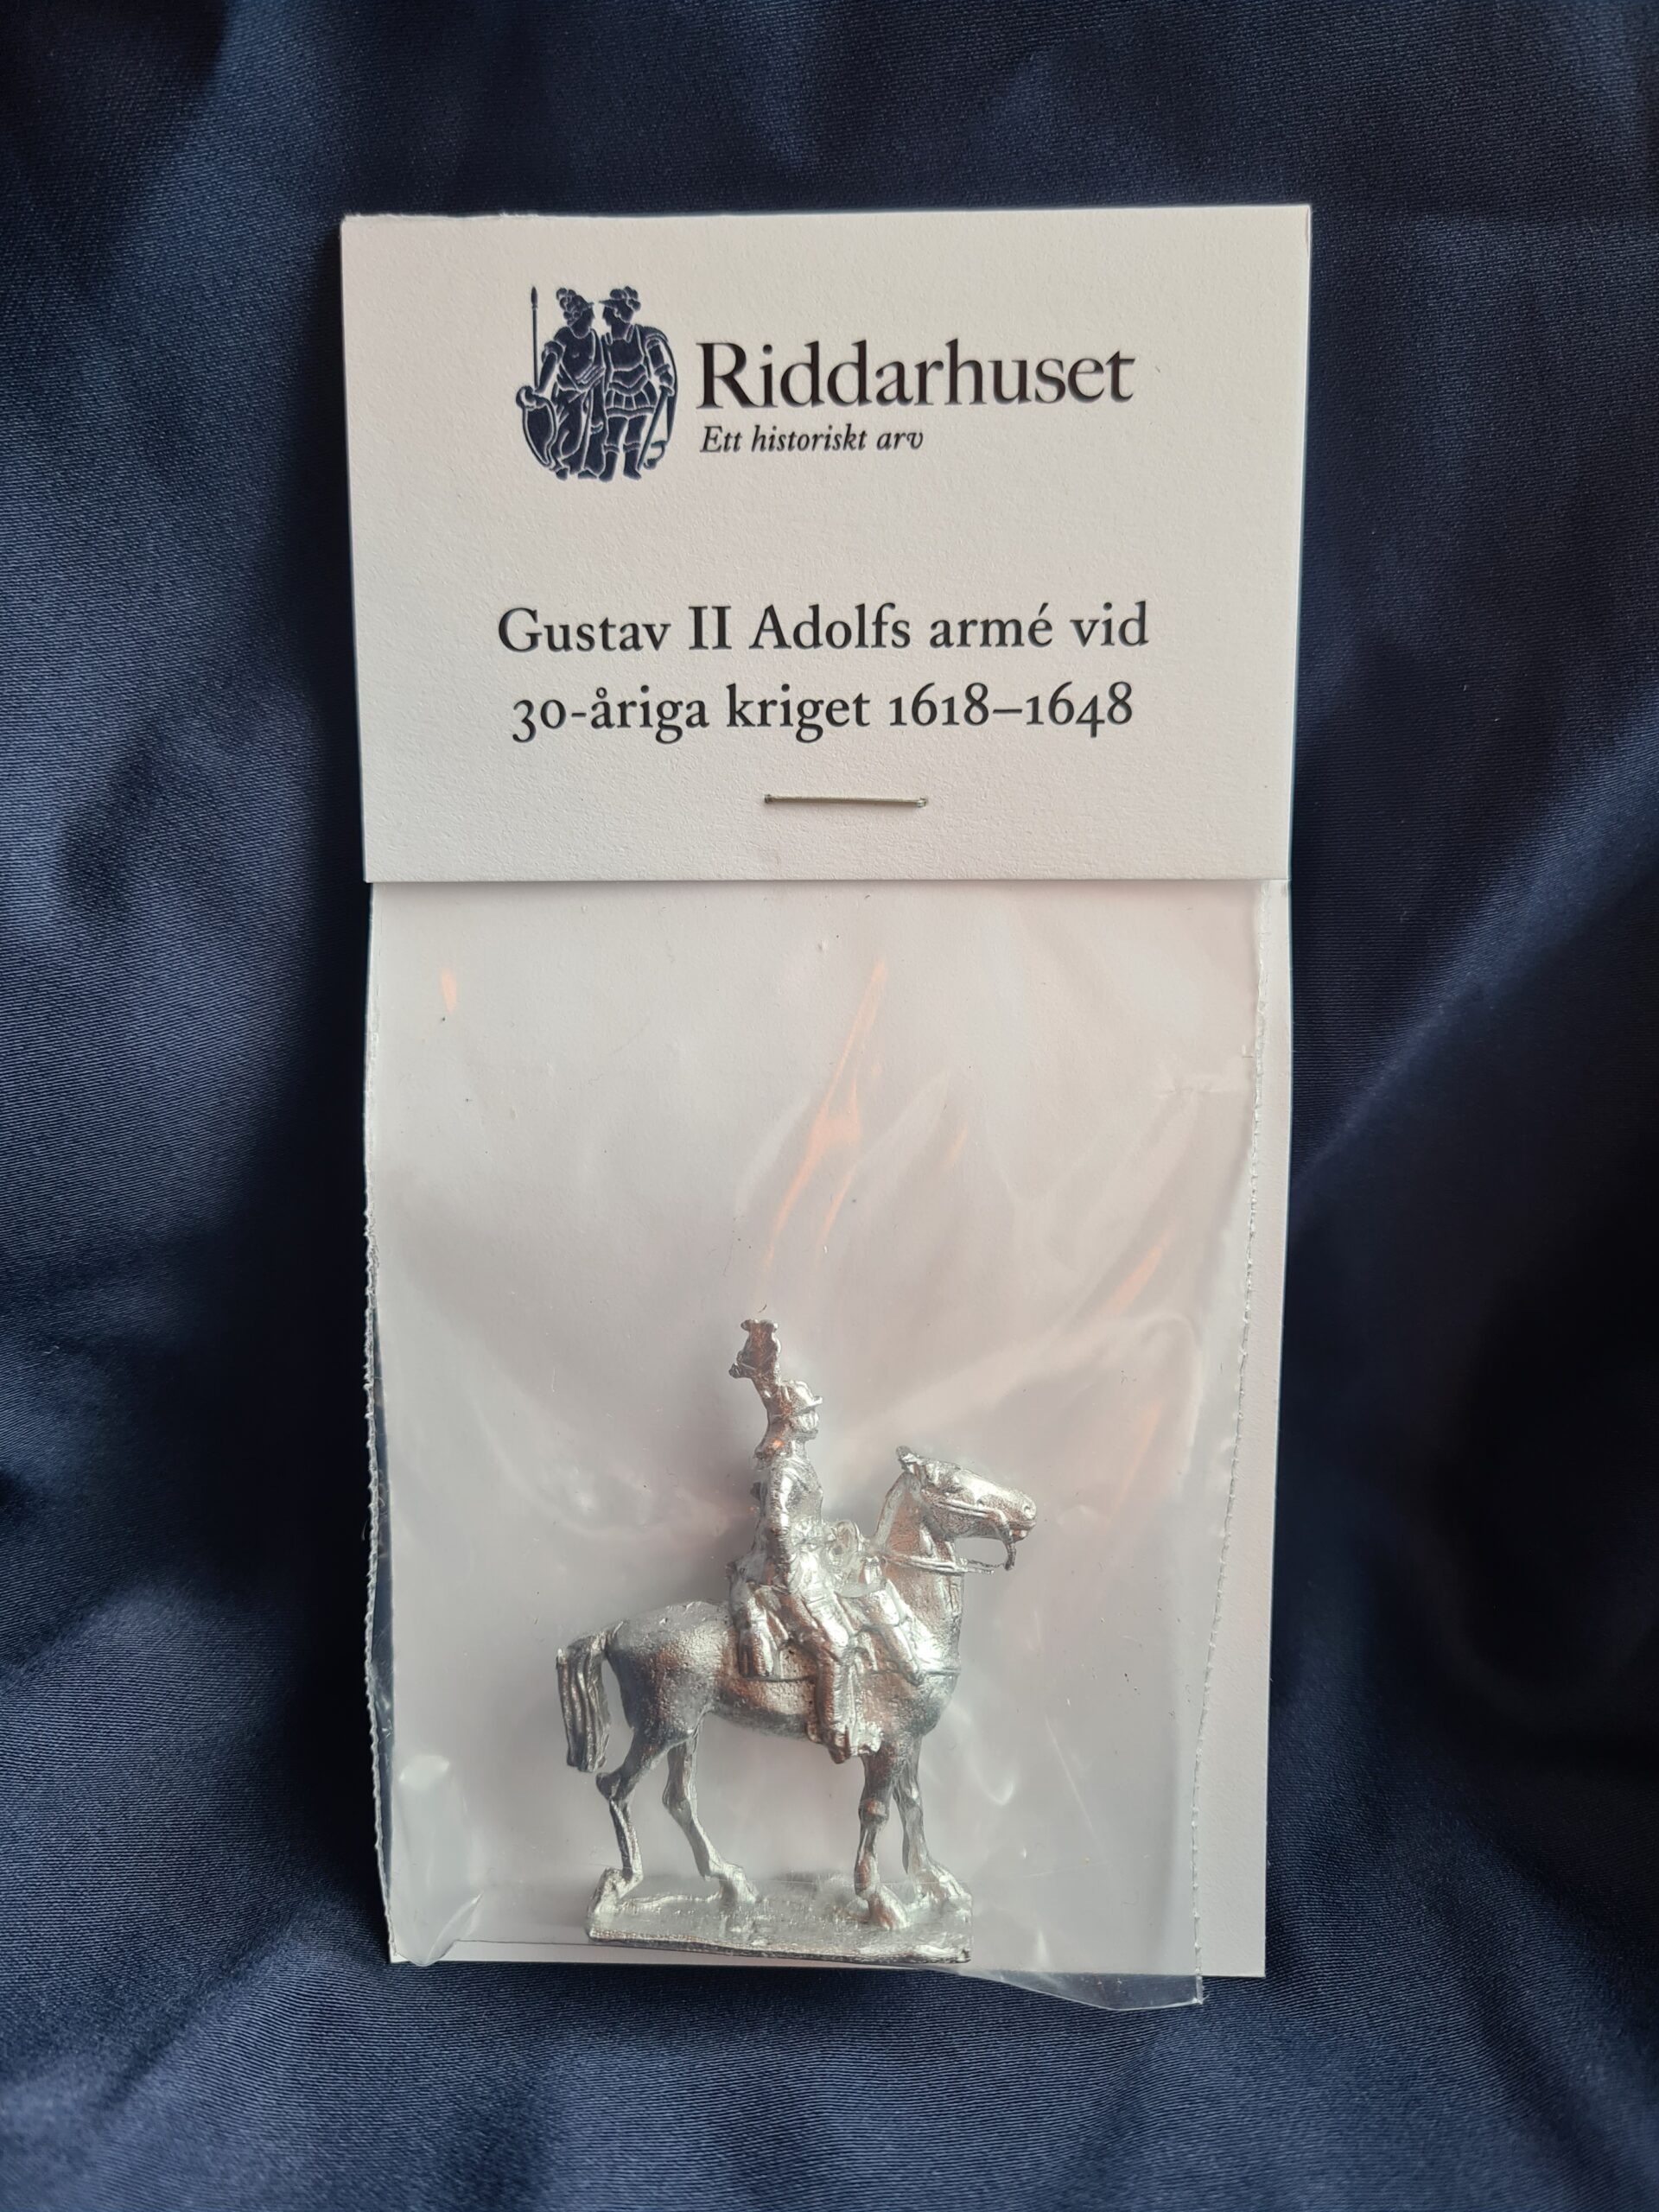 Riddarhuset
Ett historiskt arv
Gustav II Adolfs armé vid
30-åriga kriget 1618–1648